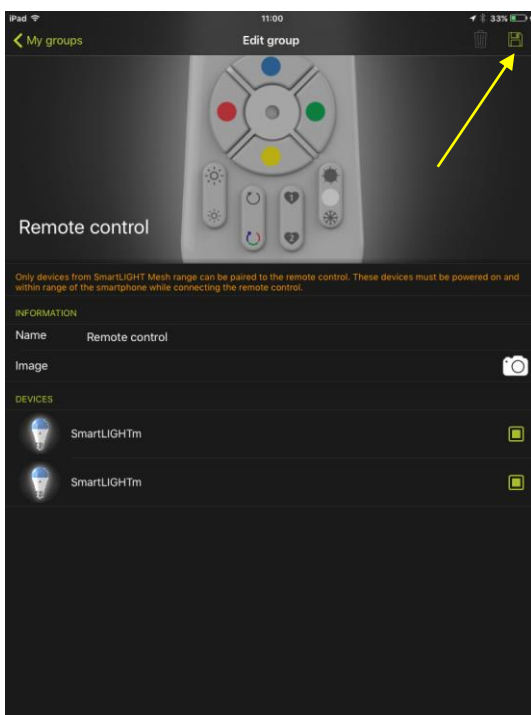 iPad 11:00 33%
My groups Edit group
1
2
Remote control
Only devices from SmartLIGHT Mesh range can be paired to the remote control. These devices must be powered on and
within range of the smartphone while connecting the remote control.
INFORMATION
Name Remote control
Image
DEVICES
SmartLIGHTm
SmartLIGHTm